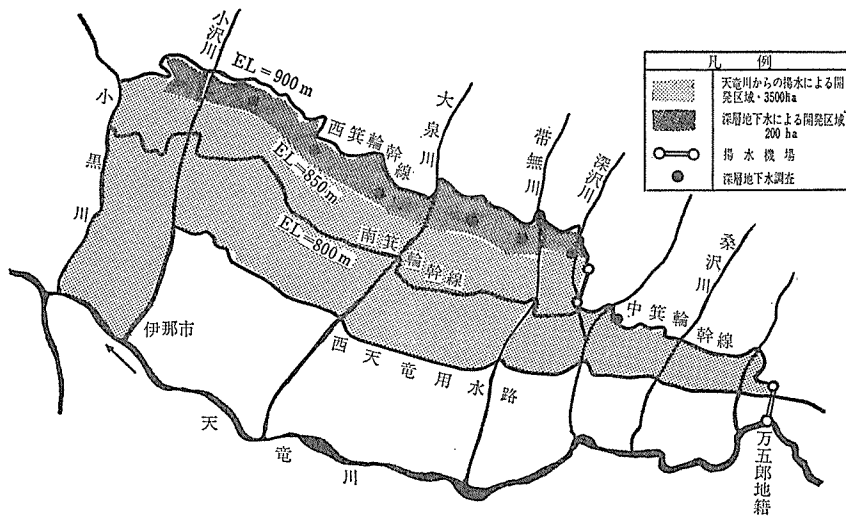 小沢川
EL=900m
小黒川
西箕輪幹線
大泉川
帯無川
深沢川
桑沢川
EL=850m
南箕輪幹線
EL=800m
中箕輪幹線
伊那市
西天竜用水路
天竜川
万五郎地籍
凡例
天竜川からの揚水による開
発区域・3500ha
深層地下水による開発区域
200ha
揚水機場
深層地下水調査